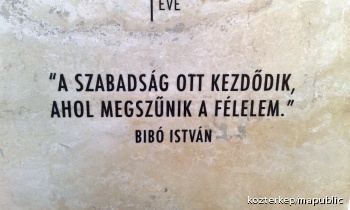 ÉVE
"A SZABADSÁG OTT KEZDŐDIK,
AHOL MEGSZŰNIK A FÉLELEM."
BIBÓ ISTVÁN
kozterkep.mapublic